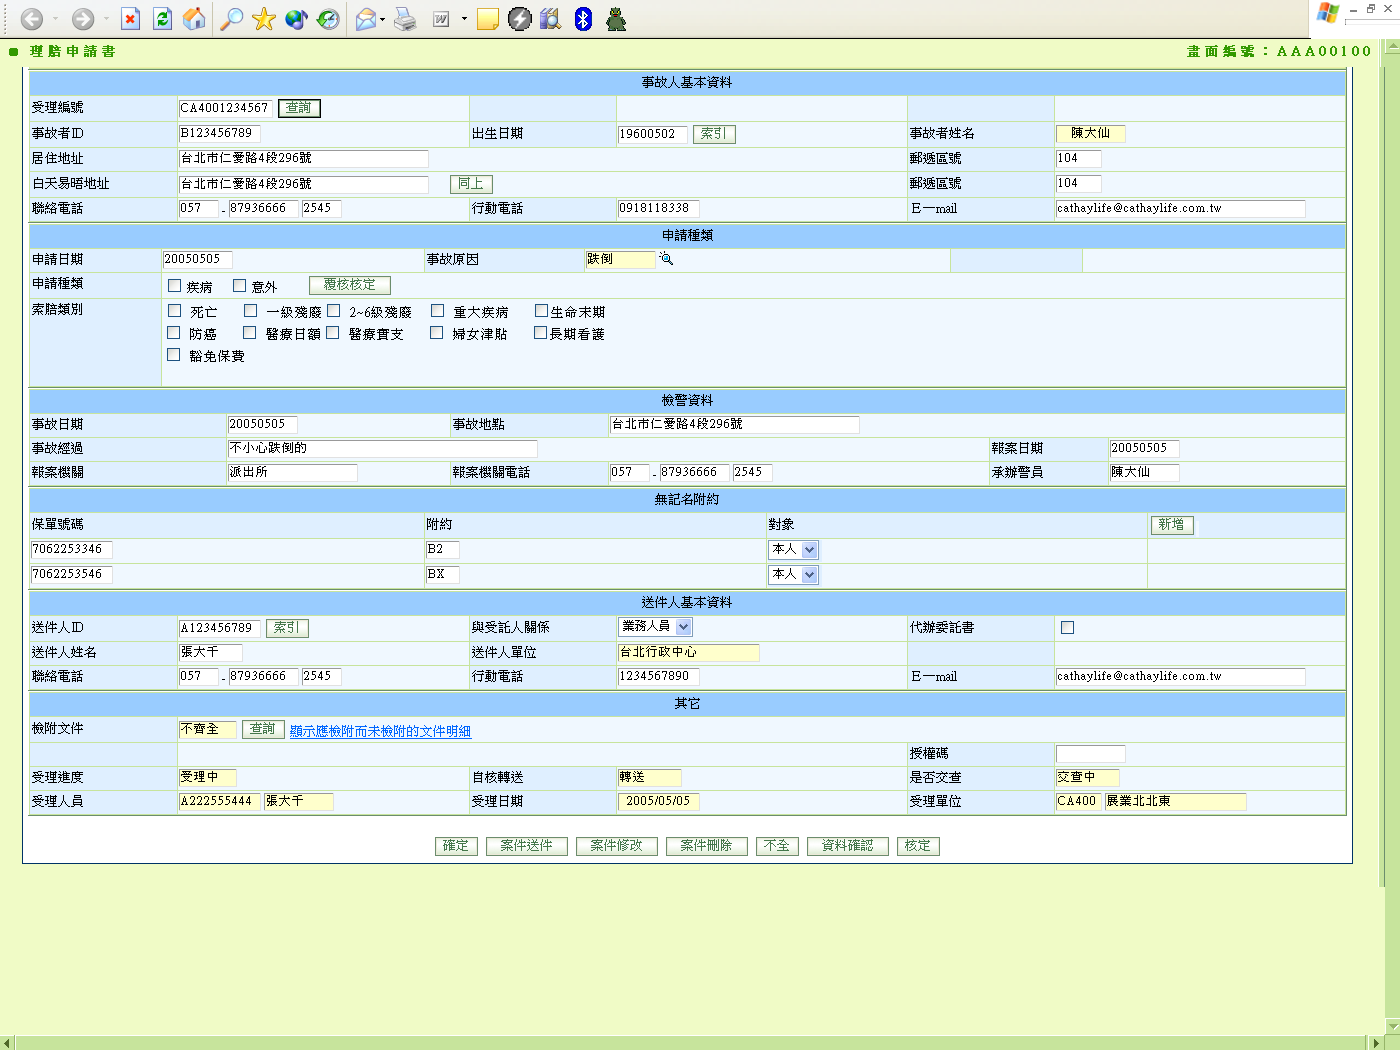 理賠申請書 畫面編號：AAA00100
事故人基本資料
受理編號 CA4001234567 查詢
事故者ID B123456789 出生日期 19600502 索引 事故者姓名 陳犬仙
居住地址 台北市仁愛路4段296號 郵遞區號 104
白天易晤地址 台北市仁愛路4段296號 同上 郵遞區號 104
聯絡電話 057 - 87936666 2545 行動電話 0918118338 E－mail cathaylife@cathaylife.com.tw
申請種類
申請日期 20050505 事故原因 跌倒
申請種類 疾病 意外 覆核核定
索賠類別 死亡 一級殘廢 2~6級殘廢 重大疾病 生命末期
防癌 醫療日額 醫療實支 婦女津貼 長期看護
豁免保費
檢警資料
事故日期 20050505 事故地點 台北市仁愛路4段296號
事故經過 不小心跌倒的 報案日期 20050505
報案機關 派出所 報案機關電話 057 - 87936666 2545 承辦警員 陳犬仙
無記名附約
保單號碼 附約 對象 新增
7062253346 B2 本人
7062253546 BX 本人
送件人基本資料
送件人ID A123456789 索引 與受託人關係 業務人員 代辦委託書
送件人姓名 張大千 送件人單位 台北行政中心
聯絡電話 057 - 87936666 2545 行動電話 1234567890 E－mail cathaylife@cathaylife.com.tw
其它
檢附文件 不齊全 查詢 顯示應檢附而未檢附的文件明細
授權碼
受理進度 受理中 自核轉送 轉送 是否交查 交查中
受理人員 A222555444 張大千 受理日期 2005/05/05 受理單位 CA400 展業北北東
確定 案件送件 案件修改 案件刪除 不全 資料確認 核定